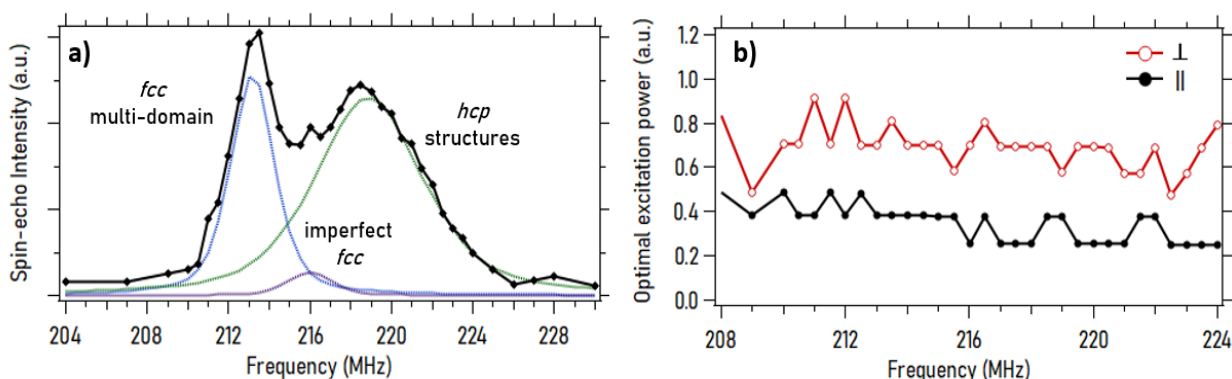 a)
Spin-echo Intensity (a.u.)
fcc
multi-domain
hcp
structures
imperfect
fcc
204 208 212 216 220 224 228
Frequency (MHz)
b)
Optimal excitation power (a.u.)
1.2
1.0
0.8
0.6
0.4
0.2
0.0
⊥
||
208 212 216 220 224
Frequency (MHz)